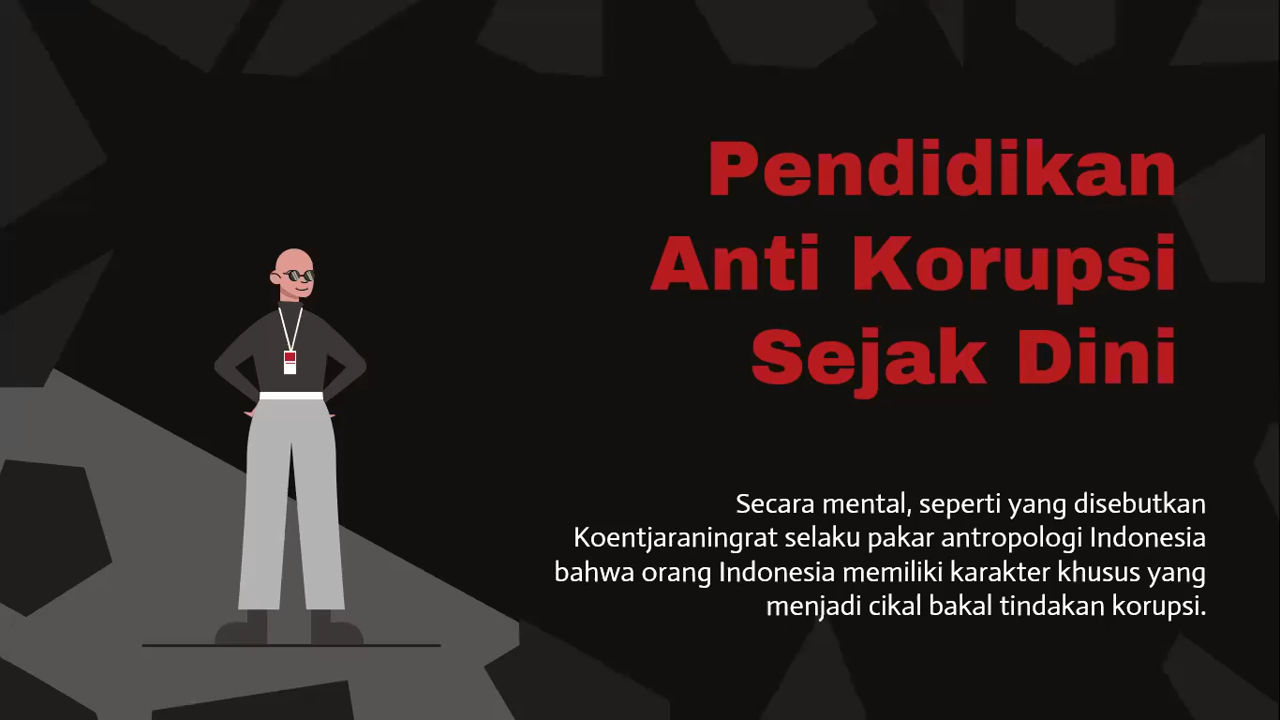 Pendidikan
Anti Korupsi
Sejak Dini
Secara mental, seperti yang disebutkan
Koentjaraningrat selaku pakar antropologi Indonesia
bahwa orang Indonesia memiliki karakter khusus yang
menjadi cikal bakal tindakan korupsi.